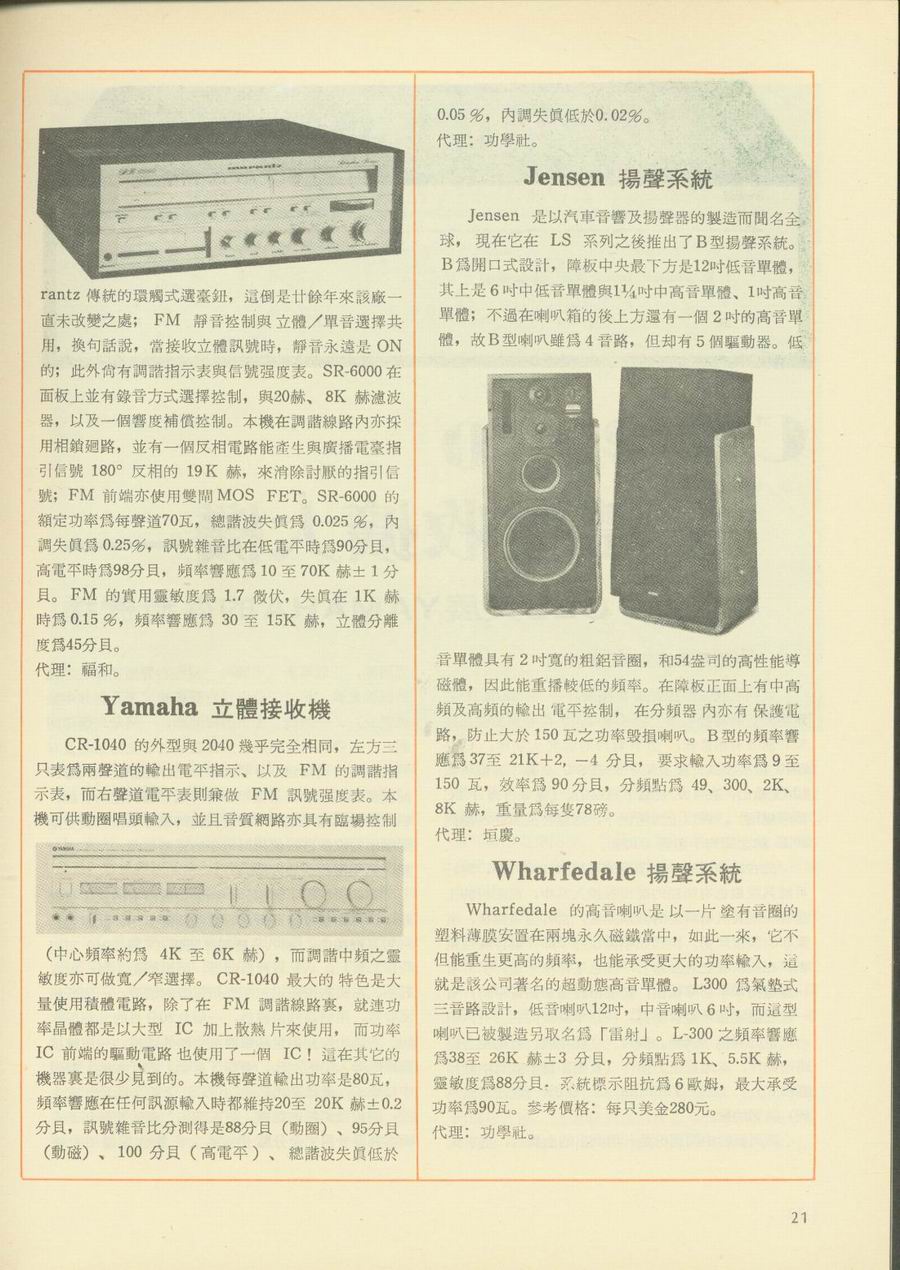 marantz
rantz 傳統的環觸式選臺鈕，這倒是廿餘年來該廠一
直未改變之處； FM 靜音控制與 立體／單音選擇共
用，換句話說，當接收立體訊號時，靜音永遠是 ON
的；此外尙有調諧指示表與信號强度表。SR-6000 在
面板上並有錄音方式選擇控制，與20赫、 8K 赫濾波
器，以及一個響度補償控制。本機在調諧線路內亦採
用相鎖廻路，並有一個反相電路能產生與廣播電臺指
引信號 180° 反相的 19K 赫，來消除討厭的指引信
號； FM 前端亦使用雙閘 MOS FET。SR-6000 的
額定功率爲每聲道70瓦，總諧波失眞爲 0.025 %，內
調失眞爲 0.25%，訊號雜音比在低電平時爲90分貝，
高電平時爲98分貝，頻率響應爲 10 至 70K 赫± 1 分
貝。 FM 的實用靈敏度爲 1.7 微伏，失眞在 1K 赫
時爲 0.15 %，頻率響應爲 30 至 15K 赫，立體分離
度爲45分貝。
代理：福和。
Yamaha 立體接收機
CR-1040 的外型與 2040 幾乎完全相同，左方三
只表爲兩聲道的輸出電平指示、以及 FM 的調諧指
示表，而右聲道電平表則兼做 FM 訊號强度表。本
機可供動圈唱頭輸入，並且音質網路亦具有臨場控制
YAMAHA
（中心頻率約爲 4K 至 6K 赫），而調諧中頻之靈
敏度亦可做寬／窄選擇。 CR-1040 最大的 特色是大
量使用積體電路，除了在 FM 調諧線路裏，就連功
率晶體都是以大型 IC 加上散熱 片來使用， 而功率
IC 前端的驅動電路 也使用了一個 IC！ 這在其它的
機器裏是很少見到的。本機每聲道輸出功率是80瓦，
頻率響應在任何訊源輸入時都維持20至 20K 赫±0.2
分貝，訊號雜音比分測得是88分貝（動圈）、95分貝
（動磁）、100 分貝（高電平）、 總諧波失眞低於
0.05 %，內調失眞低於0.02%。
代理：功學社。
Jensen 揚聲系統
Jensen 是以汽車音響及揚聲器的製造而聞名全
球， 現在它在 LS 系列之後推出了B型揚聲系統。
B爲開口式設計，障板中央最下方是12吋低音單體，
其上是 6 吋中低音單體與1¼吋中高音單體、1吋高音
單體；不過在喇叭箱的後上方還有一個 2 吋的高音單
體，故B型喇叭雖爲 4 音路，但却有 5 個驅動器。低
音單體具有 2 吋寬的粗鋁音圈，和54盎司的高性能導
磁體，因此能重播較低的頻率。在障板正面上有中高
頻及高頻的輸出 電平控制， 在分頻器 內亦有 保護電
路，防止大於 150 瓦之功率毀損喇叭。B型的頻率響
應爲 37至 21K+2，−4 分貝， 要求輸入功率爲 9 至
150 瓦，效率爲 90 分貝，分頻點爲 49、300、2K、
8K 赫，重量爲每隻78磅。
代理：垣慶。
Wharfedale 揚聲系統
Wharfedale 的高音喇叭是 以一片 塗有音圈的
塑料薄膜安置在兩塊永久磁鐵當中，如此一來，它不
但能重生更高的頻率，也能承受更大的功率輸入，這
就是該公司著名的超動態高音單體。 L300 爲氣墊式
三音路設計，低音喇叭12吋，中音喇叭 6 吋，而這型
喇叭已被製造另取名爲「雷射」。L-300 之頻率響應
爲38至 26K 赫±3 分貝，分頻點爲 1K、5.5K 赫，
靈敏度爲88分貝．系統標示阻抗爲 6 歐姆，最大承受
功率爲90瓦。參考價格：每只美金280元。
代理：功學社。
21